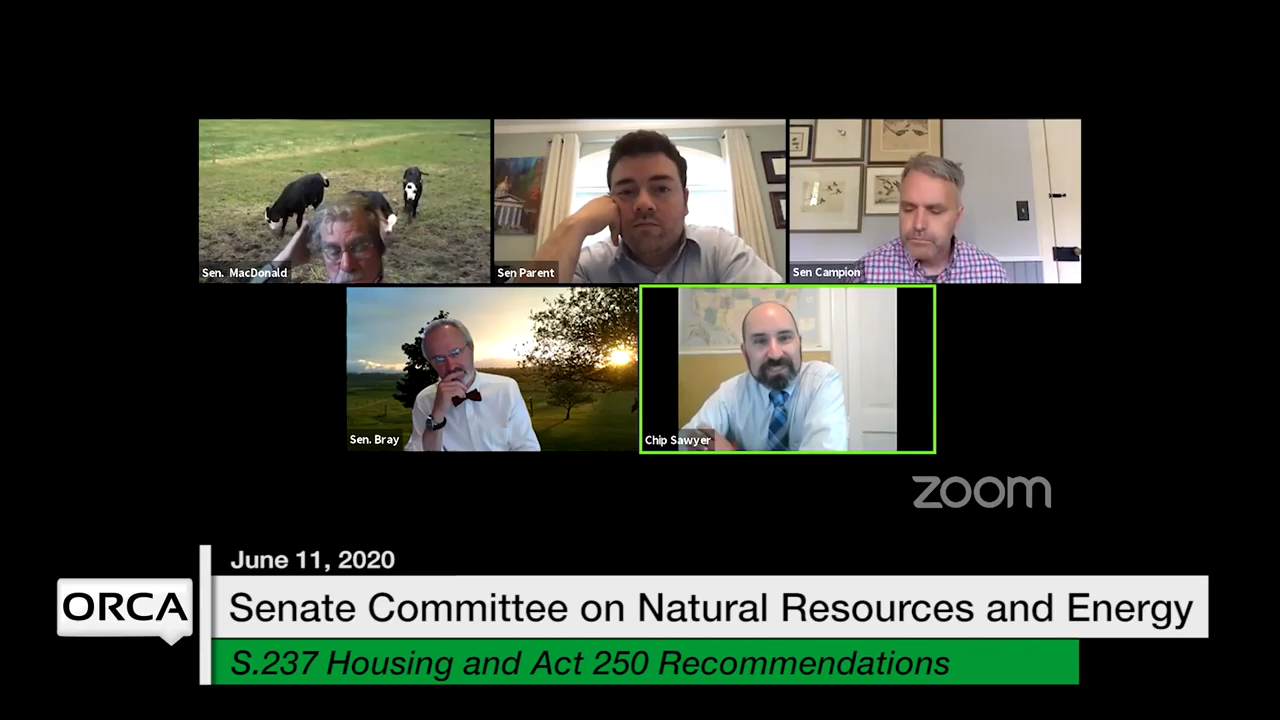 Sen. MacDonald
Sen Parent
Sen Campion
Sen. Bray
Chip Sawyer
zoom
June 11, 2020
ORCA
Senate Committee on Natural Resources and Energy
S.237 Housing and Act 250 Recommendations